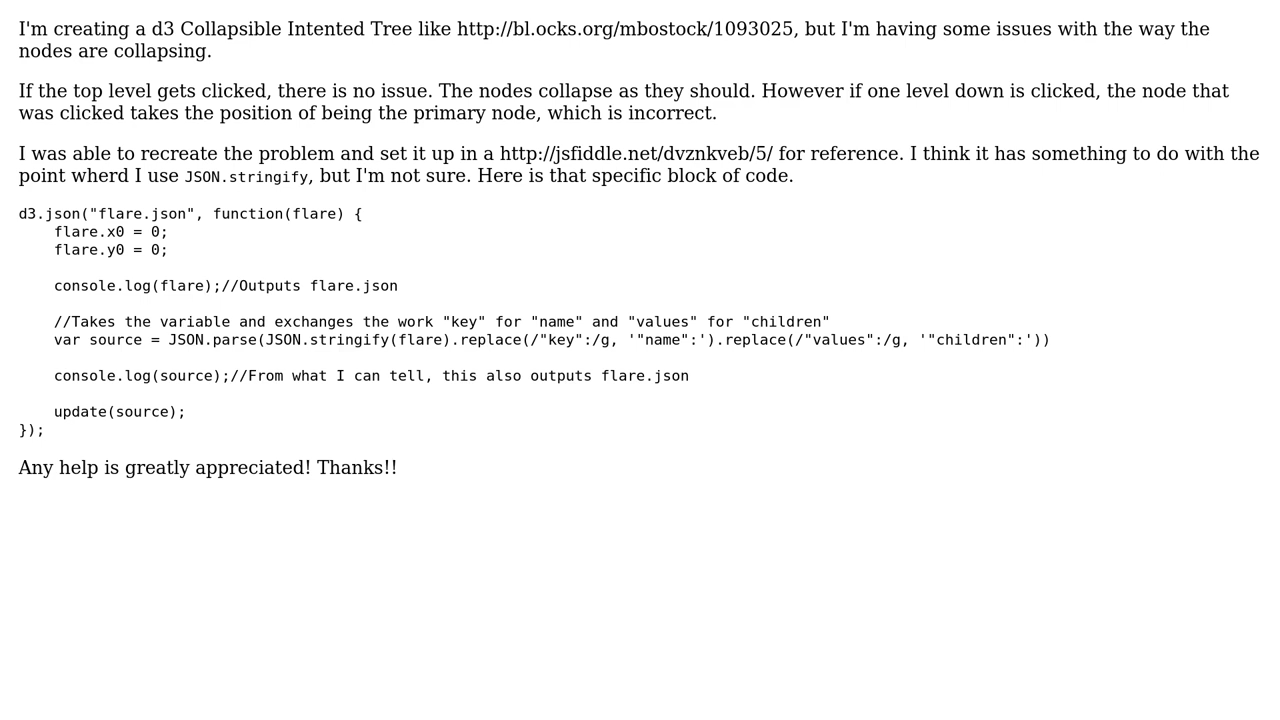 I'm creating a d3 Collapsible Intented Tree like http://bl.ocks.org/mbostock/1093025, but I'm having some issues with the way the
nodes are collapsing.
If the top level gets clicked, there is no issue. The nodes collapse as they should. However if one level down is clicked, the node that
was clicked takes the position of being the primary node, which is incorrect.
I was able to recreate the problem and set it up in a http://jsfiddle.net/dvznkveb/5/ for reference. I think it has something to do with the
point wherd I use JSON.stringify, but I'm not sure. Here is that specific block of code.
d3.json("flare.json", function(flare) {
    flare.x0 = 0;
    flare.y0 = 0;
    console.log(flare);//Outputs flare.json
    //Takes the variable and exchanges the work "key" for "name" and "values" for "children"
    var source = JSON.parse(JSON.stringify(flare).replace(/"key":/g, '"name":').replace(/"values":/g, '"children":'))
    console.log(source);//From what I can tell, this also outputs flare.json
    update(source);
});
Any help is greatly appreciated! Thanks!!